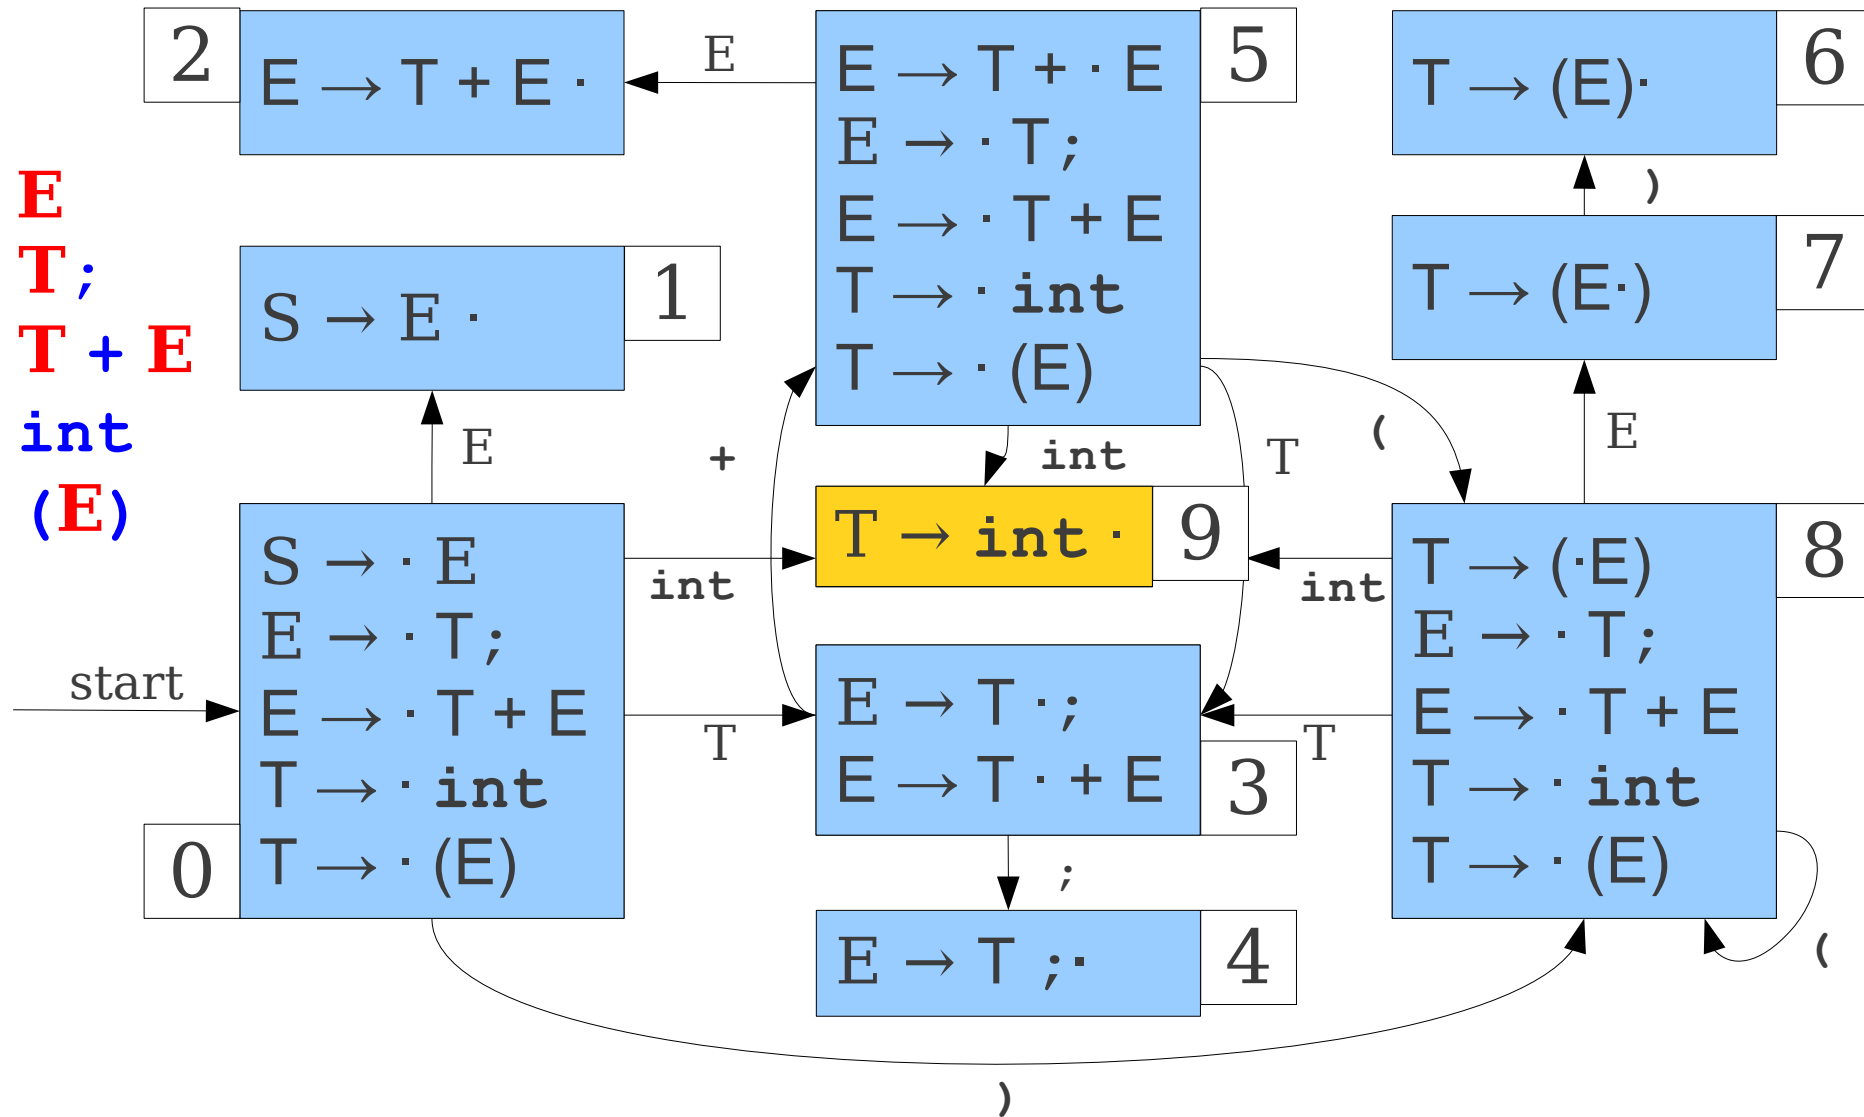 2
E → T + E ·
E
5
E → T + · E
E → · T ;
E → · T + E
T → · int
T → · (E)
6
T → (E)·
)
7
T → (E·)
E
T ;
T + E
int
(E)
1
S → E ·
E
+
int
T
(
E
T → int ·
9
0
S → · E
E → · T ;
E → · T + E
T → · int
T → · (E)
start
int
T
int
T
E → T · ;
E → T · + E
3
;
E → T ;·
4
8
T → (·E)
E → · T ;
E → · T + E
T → · int
T → · (E)
(
)